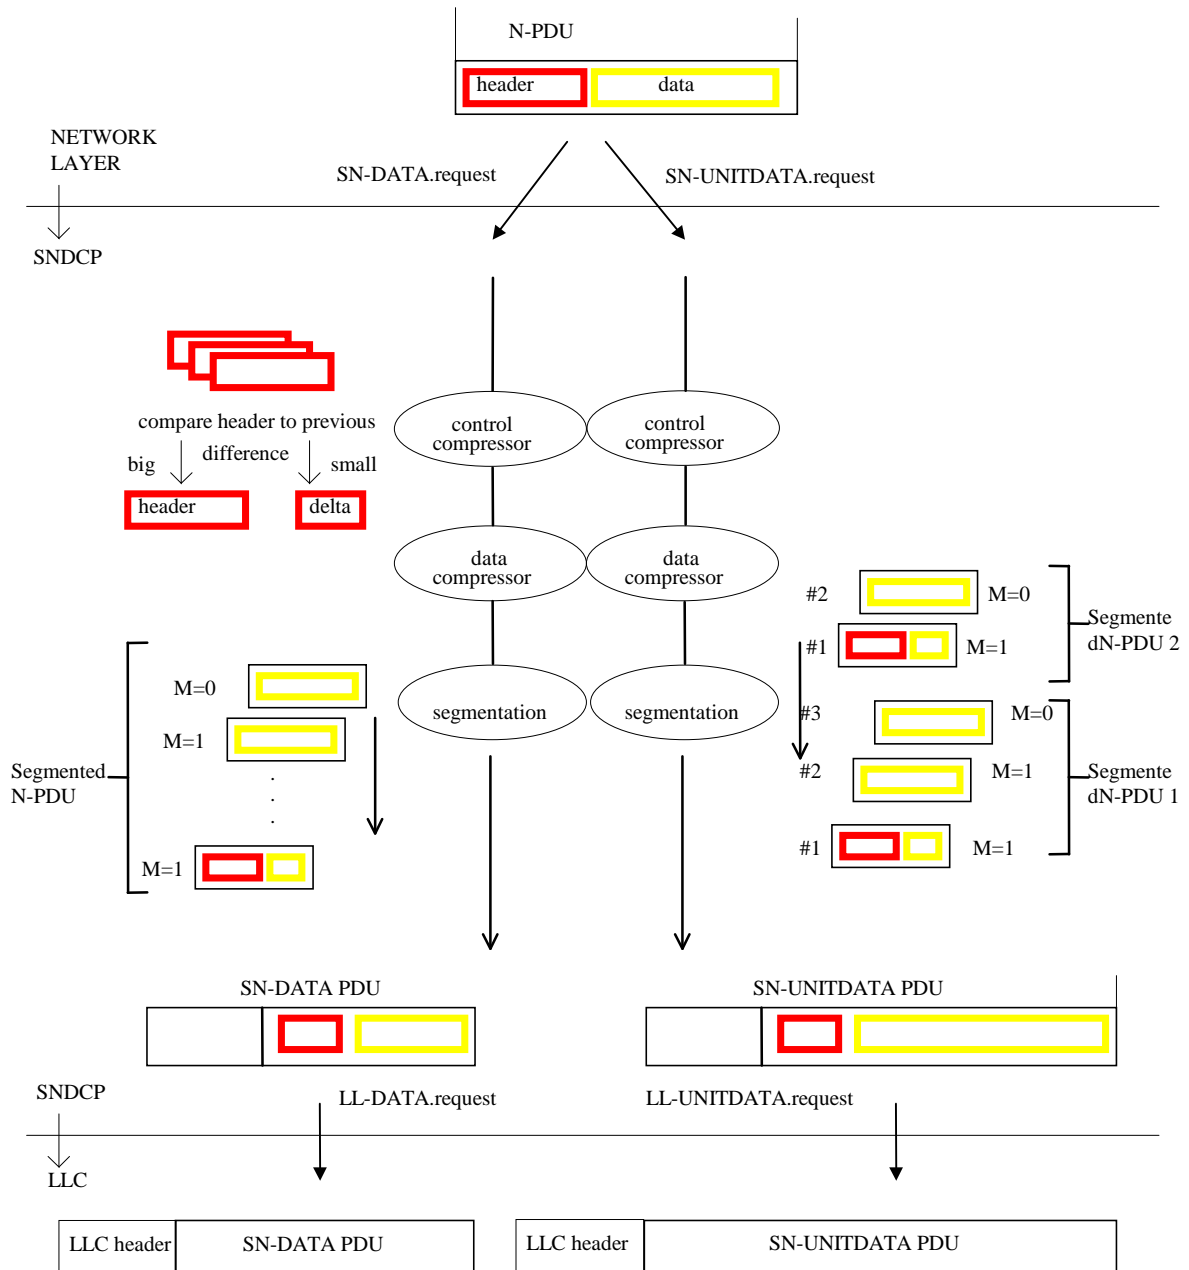 N-PDU
header
data
NETWORK
LAYER
SN-DATA.request
SN-UNITDATA.request
SNDCP
compare header to previous
difference
big
small
header
delta
control
compressor
control
compressor
data
compressor
data
compressor
segmentation
segmentation
#2
M=0
#1
M=1
Segmente
dN-PDU 2
#3
M=0
#2
M=1
#1
M=1
Segmente
dN-PDU 1
M=0
M=1
.
.
.
M=1
Segmented
N-PDU
SN-DATA PDU
SN-UNITDATA PDU
SNDCP
LL-DATA.request
LL-UNITDATA.request
LLC
LLC header
SN-DATA PDU
LLC header
SN-UNITDATA PDU